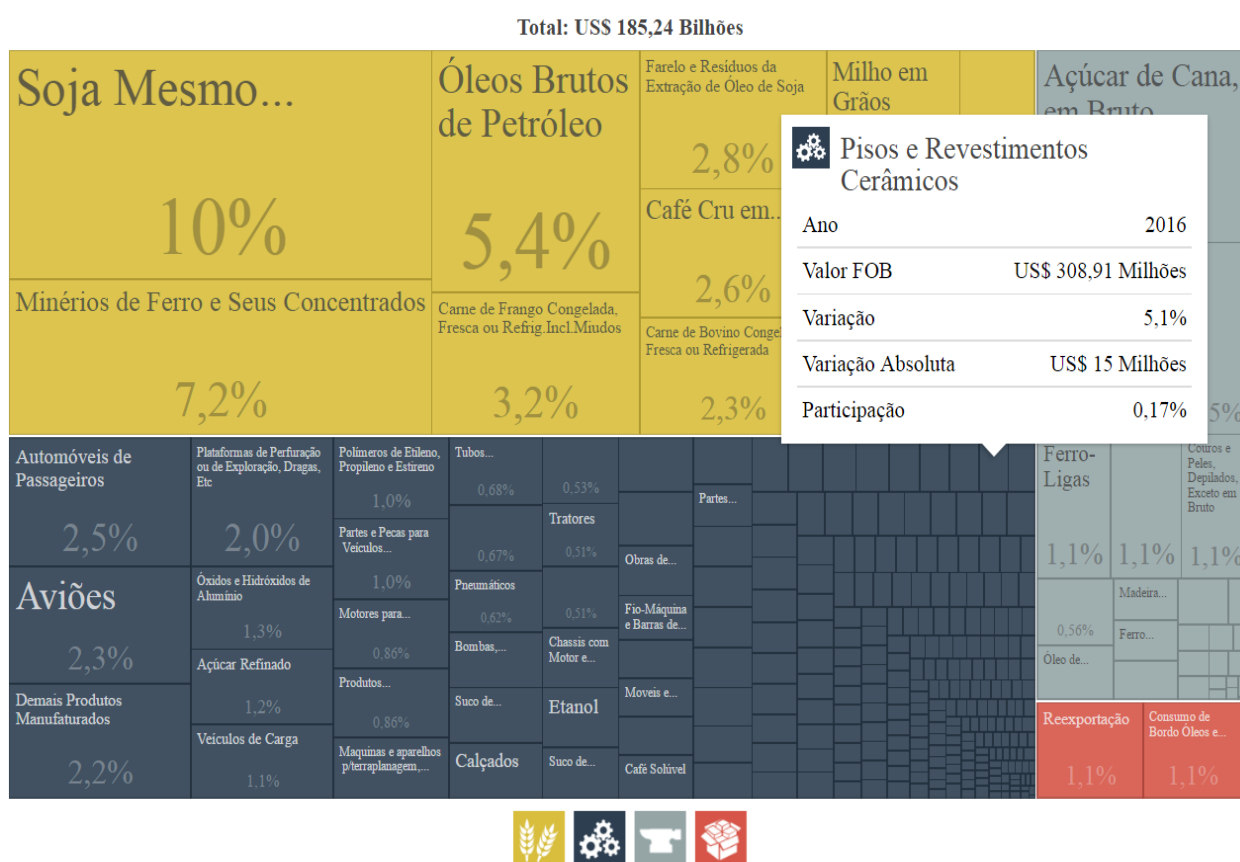 Total: US$ 185,24 Bilhões
Soja Mesmo...
10%
Minérios de Ferro e Seus Concentrados
7,2%
Óleos Brutos
de Petróleo
5,4%
Carne de Frango Congelada,
Fresca ou Refrig.Incl.Miudos
3,2%
Farelo e Resíduos da
Extração de Óleo de Soja
2,8%
Café Cru em...
2,6%
Carne de Bovino
Fresca ou Refrigerada
2,3%
Milho em
Grãos
Açúcar de Cana,
em Bruto
Pisos e Revestimentos
Cerâmicos
Ano 2016
Valor FOB US$ 308,91 Milhões
Variação 5,1%
Variação Absoluta US$ 15 Milhões
Participação 0,17%
Automóveis de
Passageiros
2,5%
Aviões
2,3%
Demais Produtos
Manufaturados
2,2%
Plataformas de Perfuração
ou de Exploração, Dragas,
Etc
2,0%
Óxidos e Hidróxidos de
Alumínio
1,3%
Açúcar Refinado
1,2%
Veículos de Carga
1,1%
Polímeros de Etileno,
Propileno e Estireno
1,0%
Partes e Pecas para
Veículos...
1,0%
Motores para...
0,86%
Produtos...
0,86%
Maquinas e aparelhos
p/terraplanagem,...
Tubos...
0,68%
0,67%
Pneumáticos
0,62%
Bombas,...
Suco de...
Calçados
0,53%
Tratores
0,51%
0,51%
Chassis com
Motor e...
Etanol
Suco de...
Obras de...
Fio-Máquina
e Barras de...
Moveis e...
Café Solúvel
Partes...
Ferro-
Ligas
1,1%
1,1%
Couros e
Peles,
Depilados,
Exceto em
Bruto
1,1%
0,56%
Óleo de...
Madeira...
Ferro...
Reexportação
1,1%
Consumo de
Bordo Óleos e...
1,1%